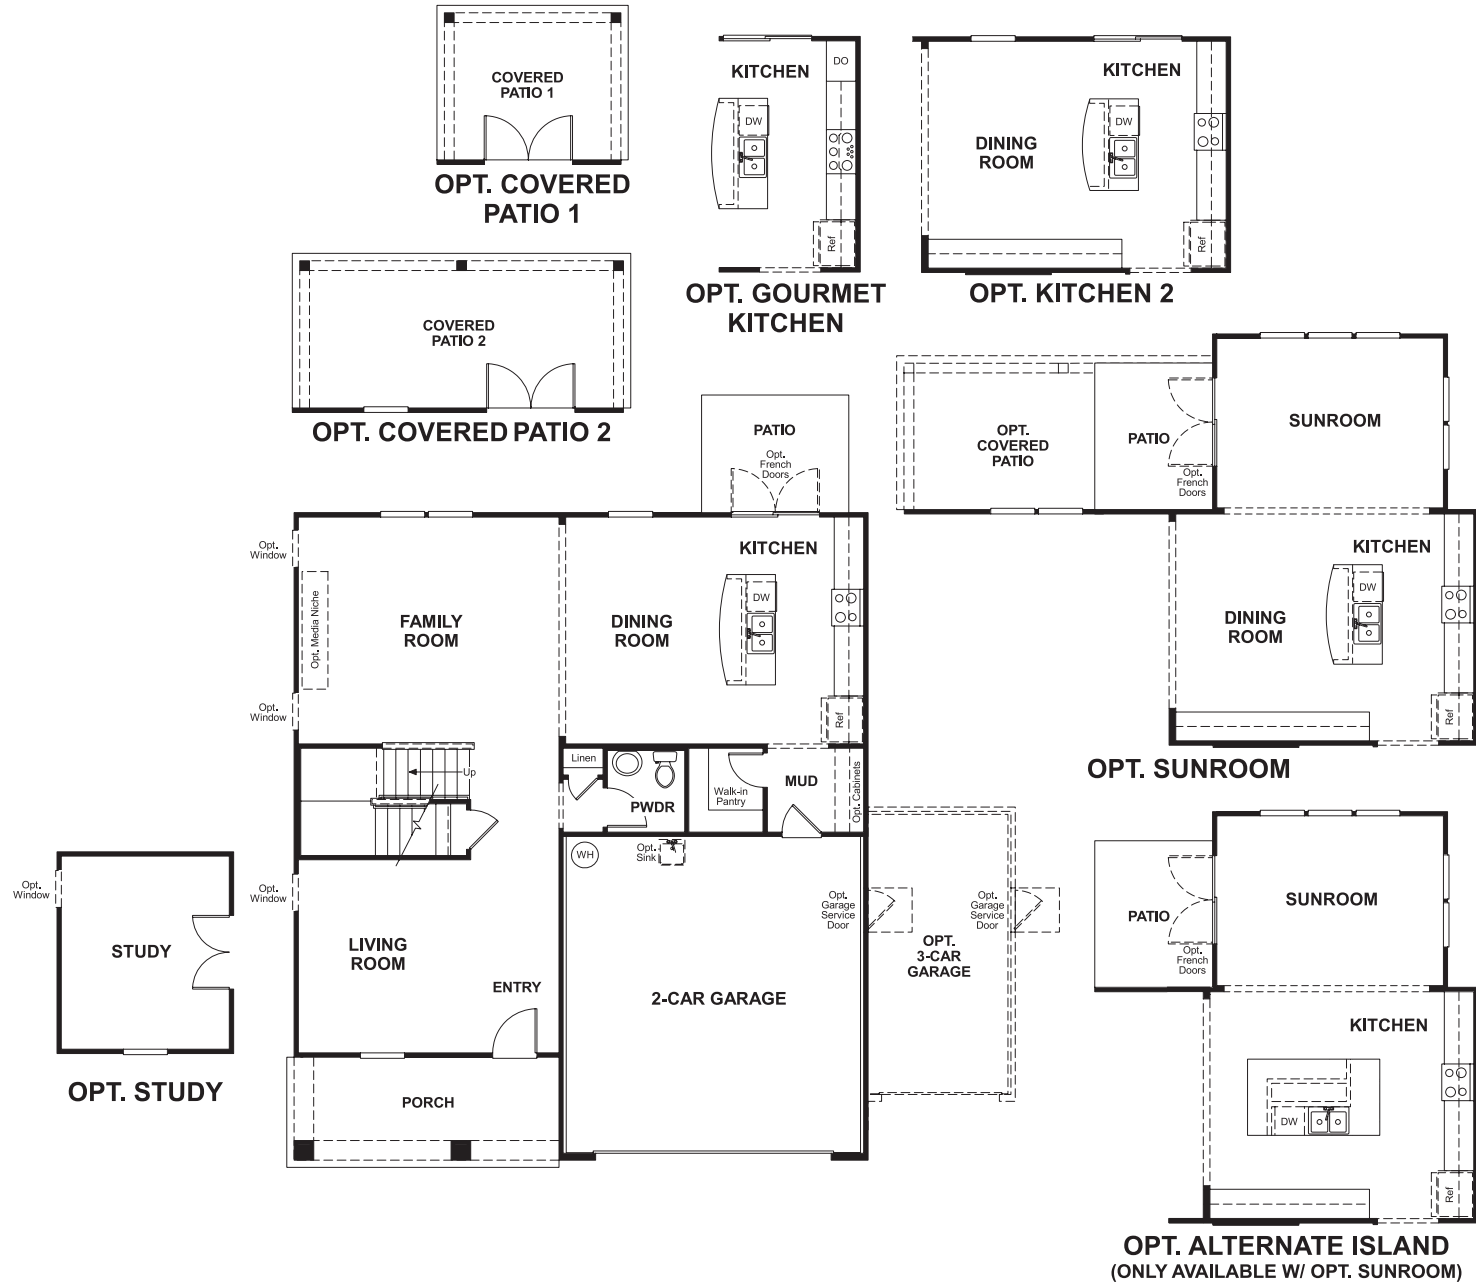 COVERED
PATIO 1
OPT. COVERED
PATIO 1
KITCHEN
DO
DW
Ref
OPT. GOURMET
KITCHEN
KITCHEN
DW
DINING
ROOM
Ref
OPT. KITCHEN 2
COVERED
PATIO 2
OPT. COVERED PATIO 2
PATIO
Opt.
French
Doors
Opt.
Window
KITCHEN
Opt. Media Niche
FAMILY
ROOM
DINING
ROOM
DW
Opt.
Window
Ref
Up
Linen
PWDR
Walk-in
Pantry
MUD
Opt. Cabinets
WH
Opt.
Sink
Opt.
Window
Opt.
Garage
Service
Door
Opt.
Garage
Service
Door
OPT.
3-CAR
GARAGE
LIVING
ROOM
ENTRY
2-CAR GARAGE
PORCH
Opt.
Window
STUDY
OPT. STUDY
OPT.
COVERED
PATIO
PATIO
SUNROOM
Opt.
French
Doors
KITCHEN
DW
DINING
ROOM
Ref
OPT. SUNROOM
PATIO
SUNROOM
Opt.
French
Doors
KITCHEN
DW
Ref
OPT. ALTERNATE ISLAND
(ONLY AVAILABLE W/ OPT. SUNROOM)